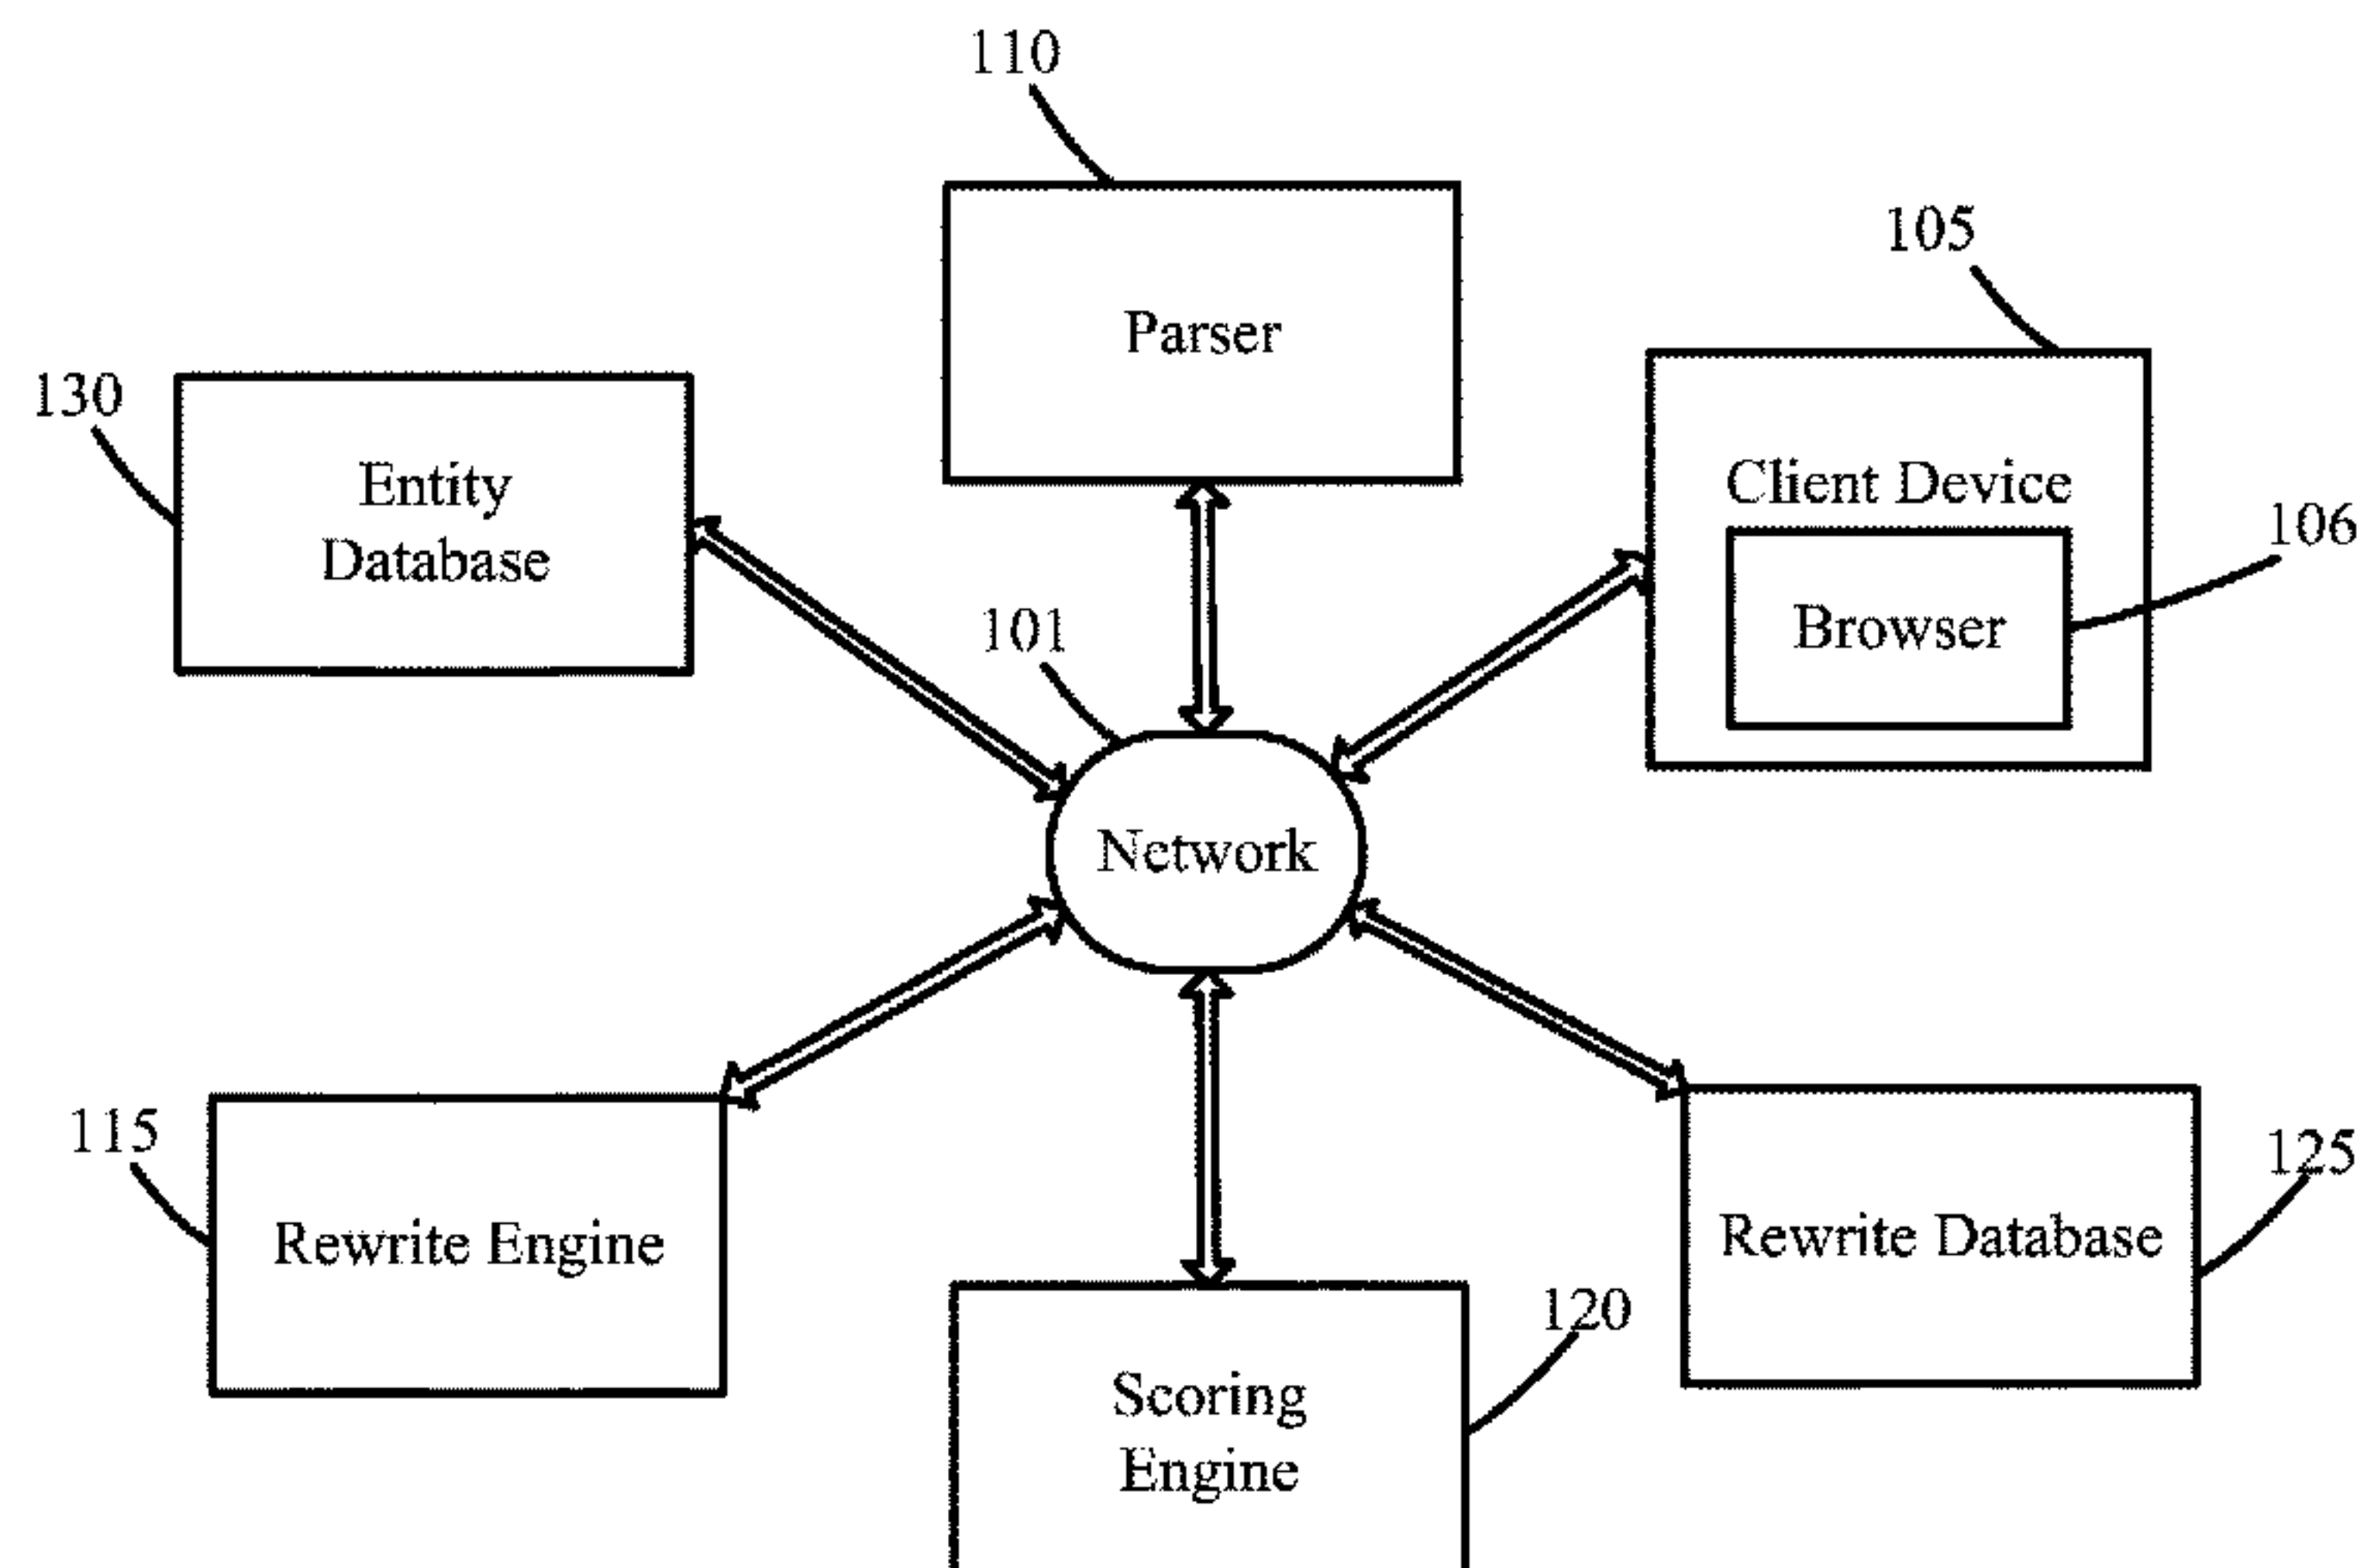 110
Parser
105
Client Device
106
Browser
130
Entity
Database
101
Network
115
Rewrite Engine
125
Rewrite Database
120
Scoring
Engine